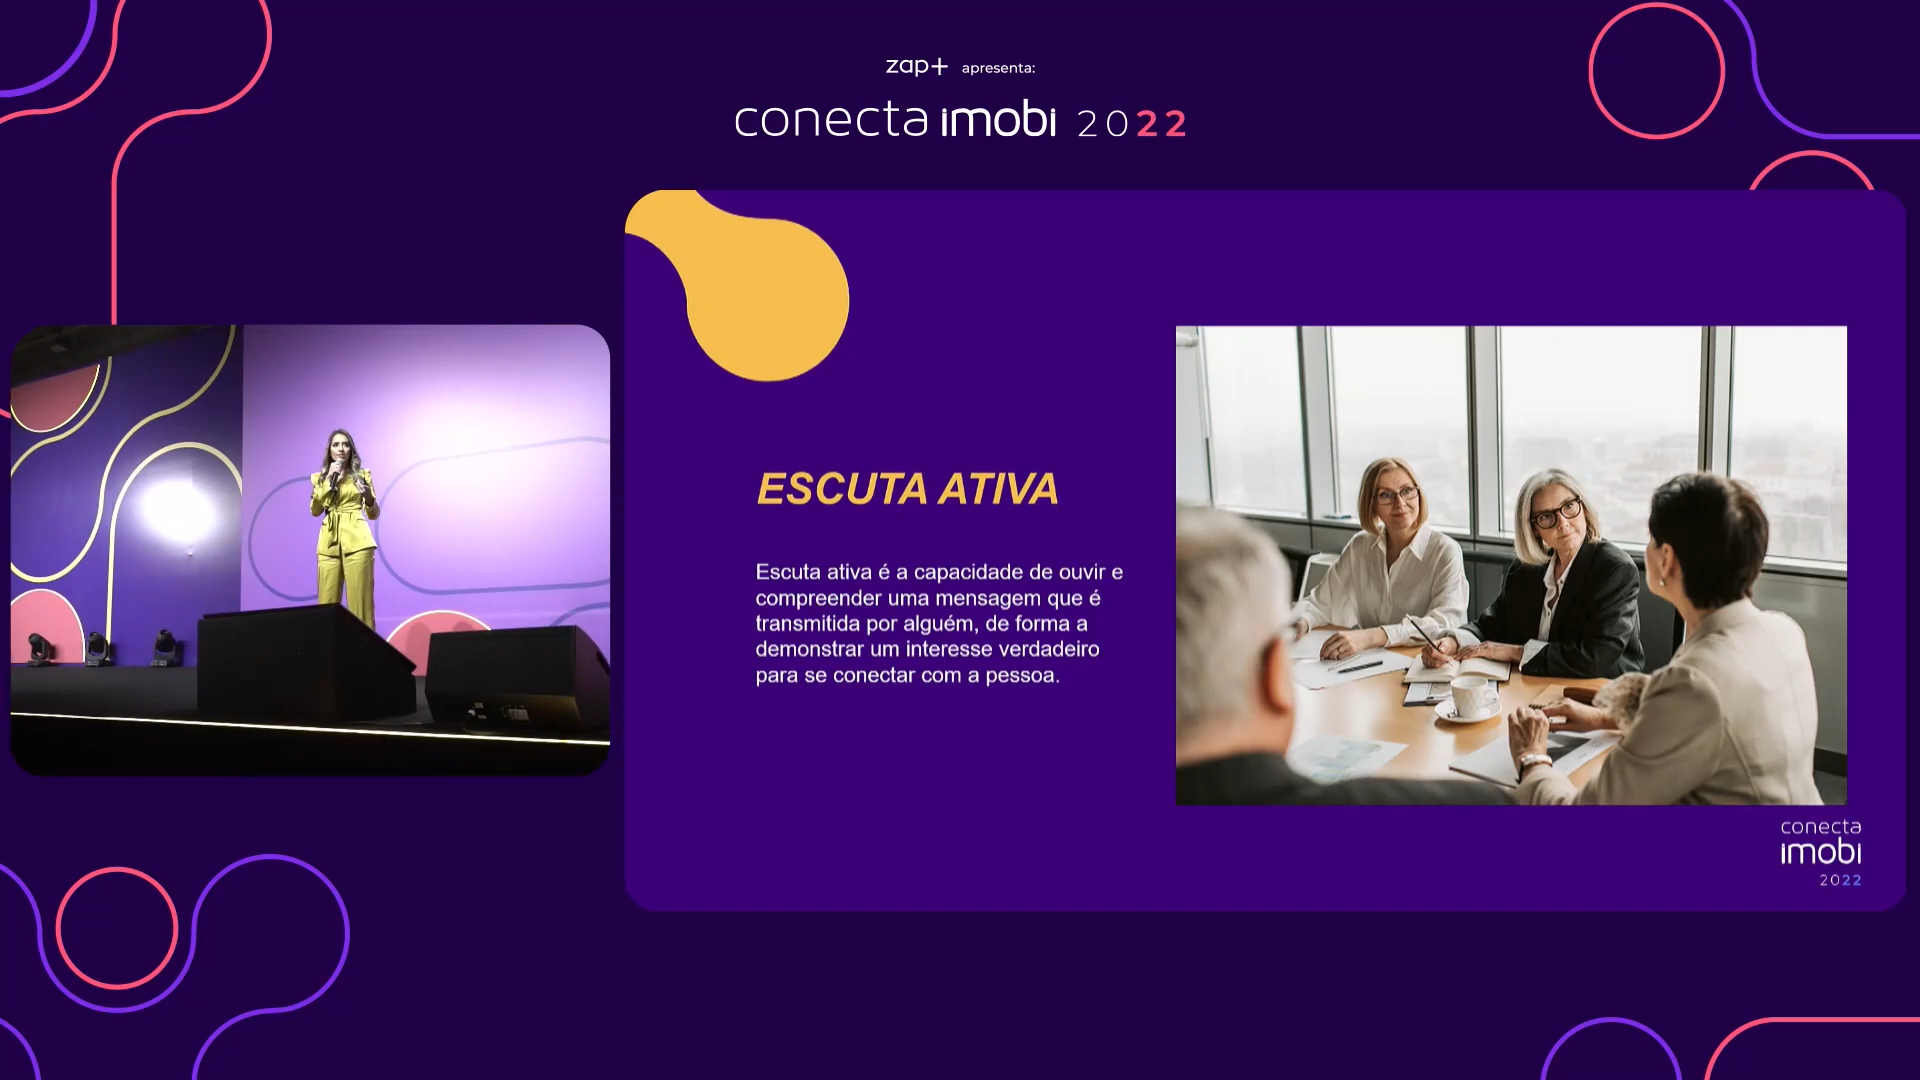 zap+ apresenta:
conecta imobi 2022
ESCUTA ATIVA
Escuta ativa é a capacidade de ouvir e
compreender uma mensagem que é
transmitida por alguém, de forma a
demonstrar um interesse verdadeiro
para se conectar com a pessoa.
conecta
imobi
2022